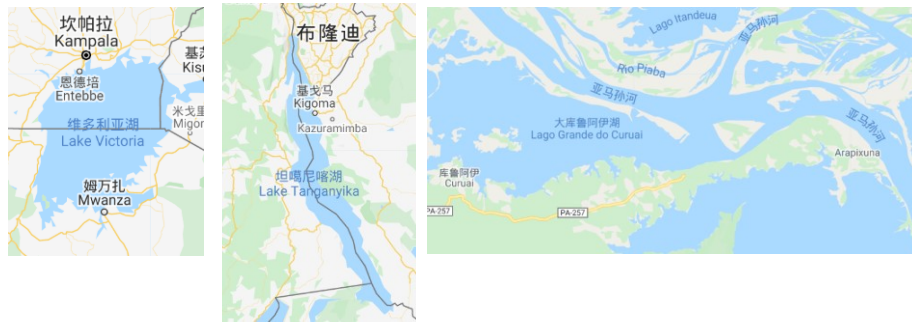 坎帕拉
Kampala
恩德培
Entebbe
维多利亚湖
Lake Victoria
米戈里
姆万扎
Mwanza
布隆迪
基戈马
Kigoma
Kazuramimba
坦噶尼喀湖
Lake Tanganyika
Lago Itandeua
亚马孙河
Rio Piaba
亚马孙河
大库鲁阿伊湖
Lago Grande do Curuai
亚马孙河
Arapixuna
库鲁阿伊
Curuai
PA-257
PA-257